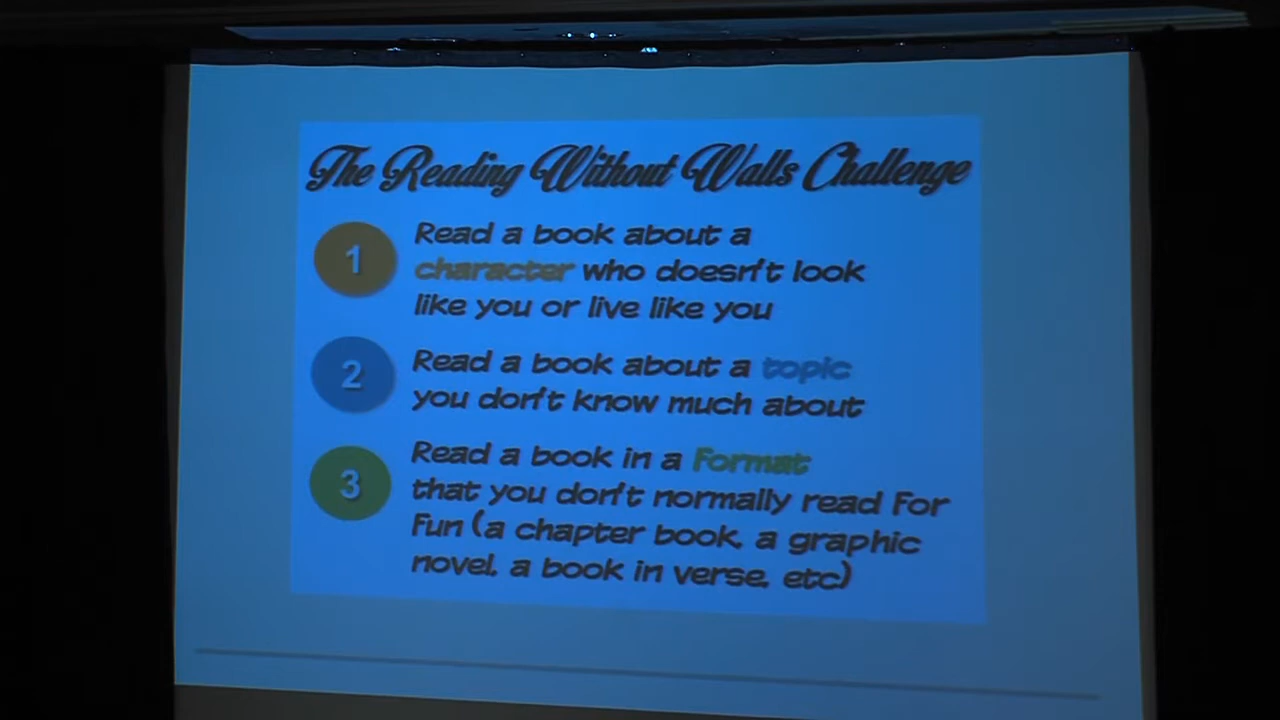 The Reading Without Walls Challenge
1
Read a book about a
character who doesn't look
like you or live like you
2
Read a book about a topic
you don't know much about
3
Read a book in a Format
that you don't normally read For
Fun (a chapter book, a graphic
novel, a book in verse, etc)